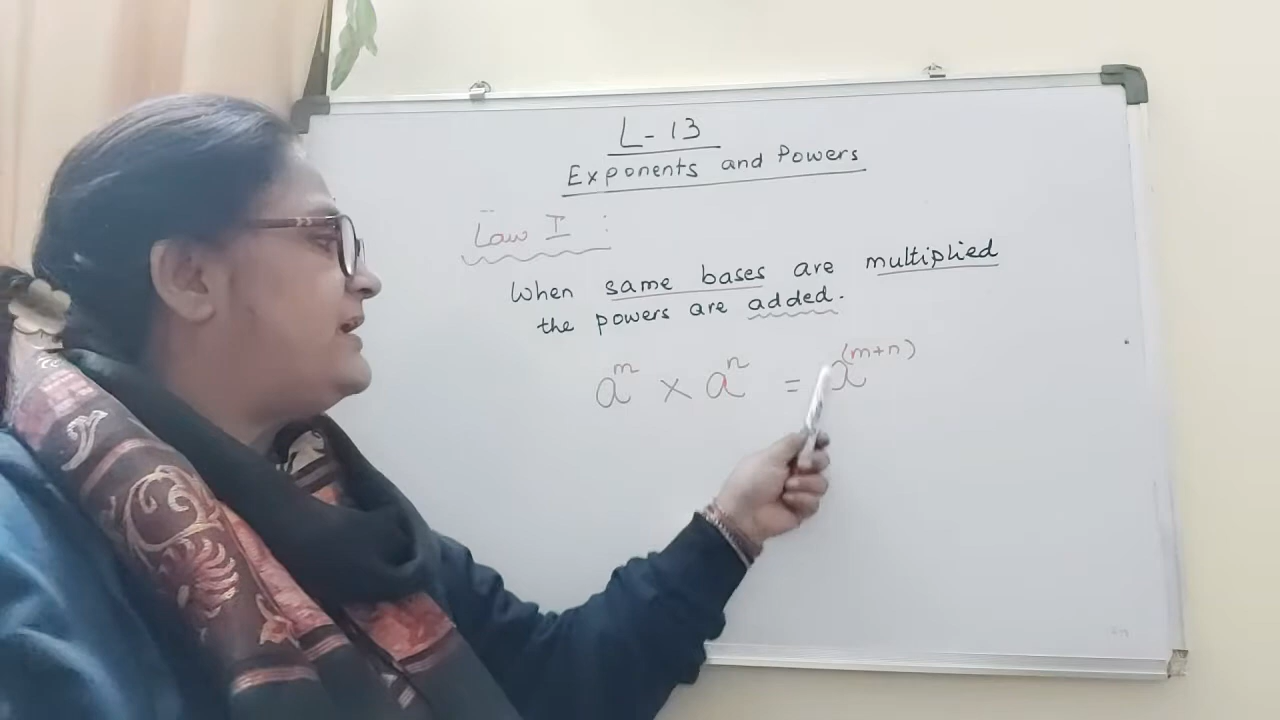 L - 13
Exponents and Powers
Law I :
When same bases are multiplied
the powers are added.
aᵐ × aⁿ = a⁽ᵐ⁺ⁿ⁾